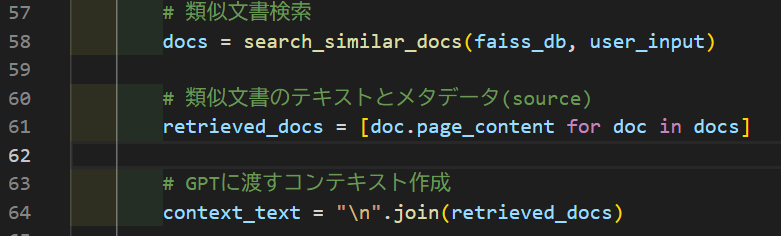 57 # 類似文書検索
58 docs = search_similar_docs(faiss_db, user_input)
59
60 # 類似文書のテキストとメタデータ(source)
61 retrieved_docs = [doc.page_content for doc in docs]
62
63 # GPTに渡すコンテキスト作成
64 context_text = "\n".join(retrieved_docs)